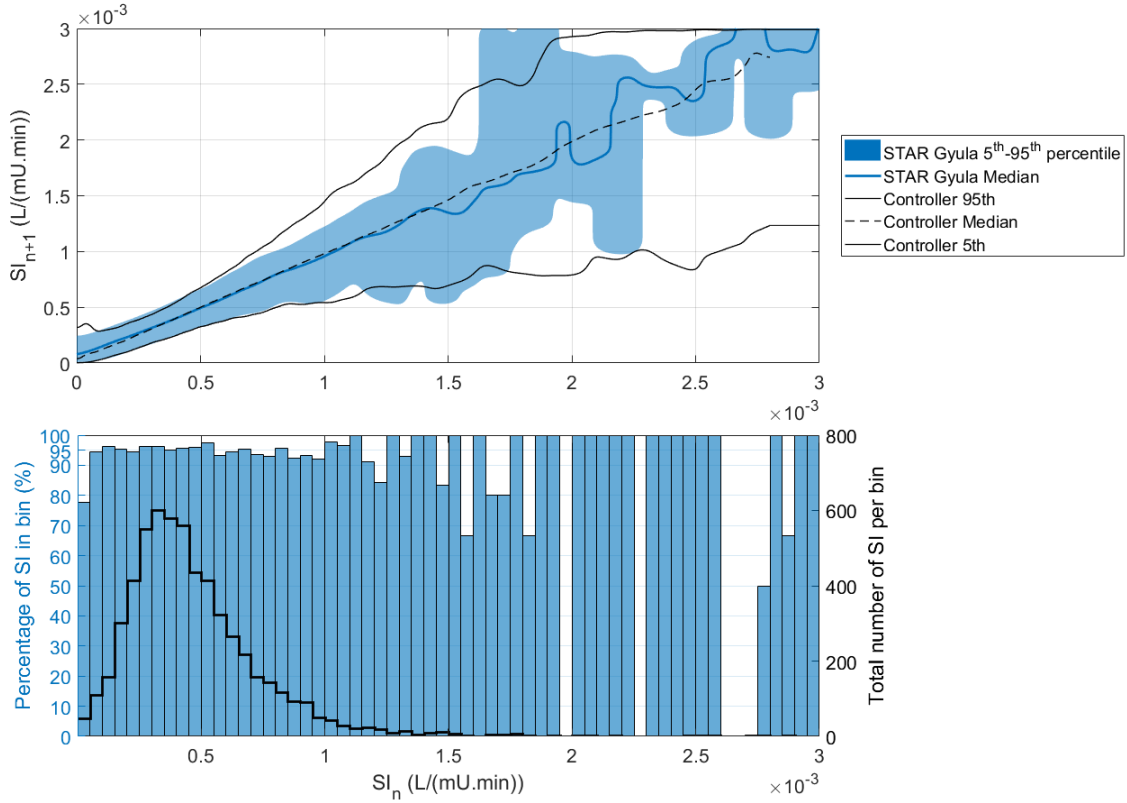 ×10⁻³
3
2.5
2
1.5
1
0.5
0
SIₙ₊₁ (L/(mU.min))
0 0.5 1 1.5 2 2.5 3
×10⁻³
STAR Gyula 5ᵗʰ-95ᵗʰ percentile
STAR Gyula Median
Controller 95th
Controller Median
Controller 5th
100
95
90
80
70
60
50
40
30
20
10
0
Percentage of SI in bin (%)
800
600
400
200
0
Total number of SI per bin
0.5 1 1.5 2 2.5 3
×10⁻³
SIₙ (L/(mU.min))